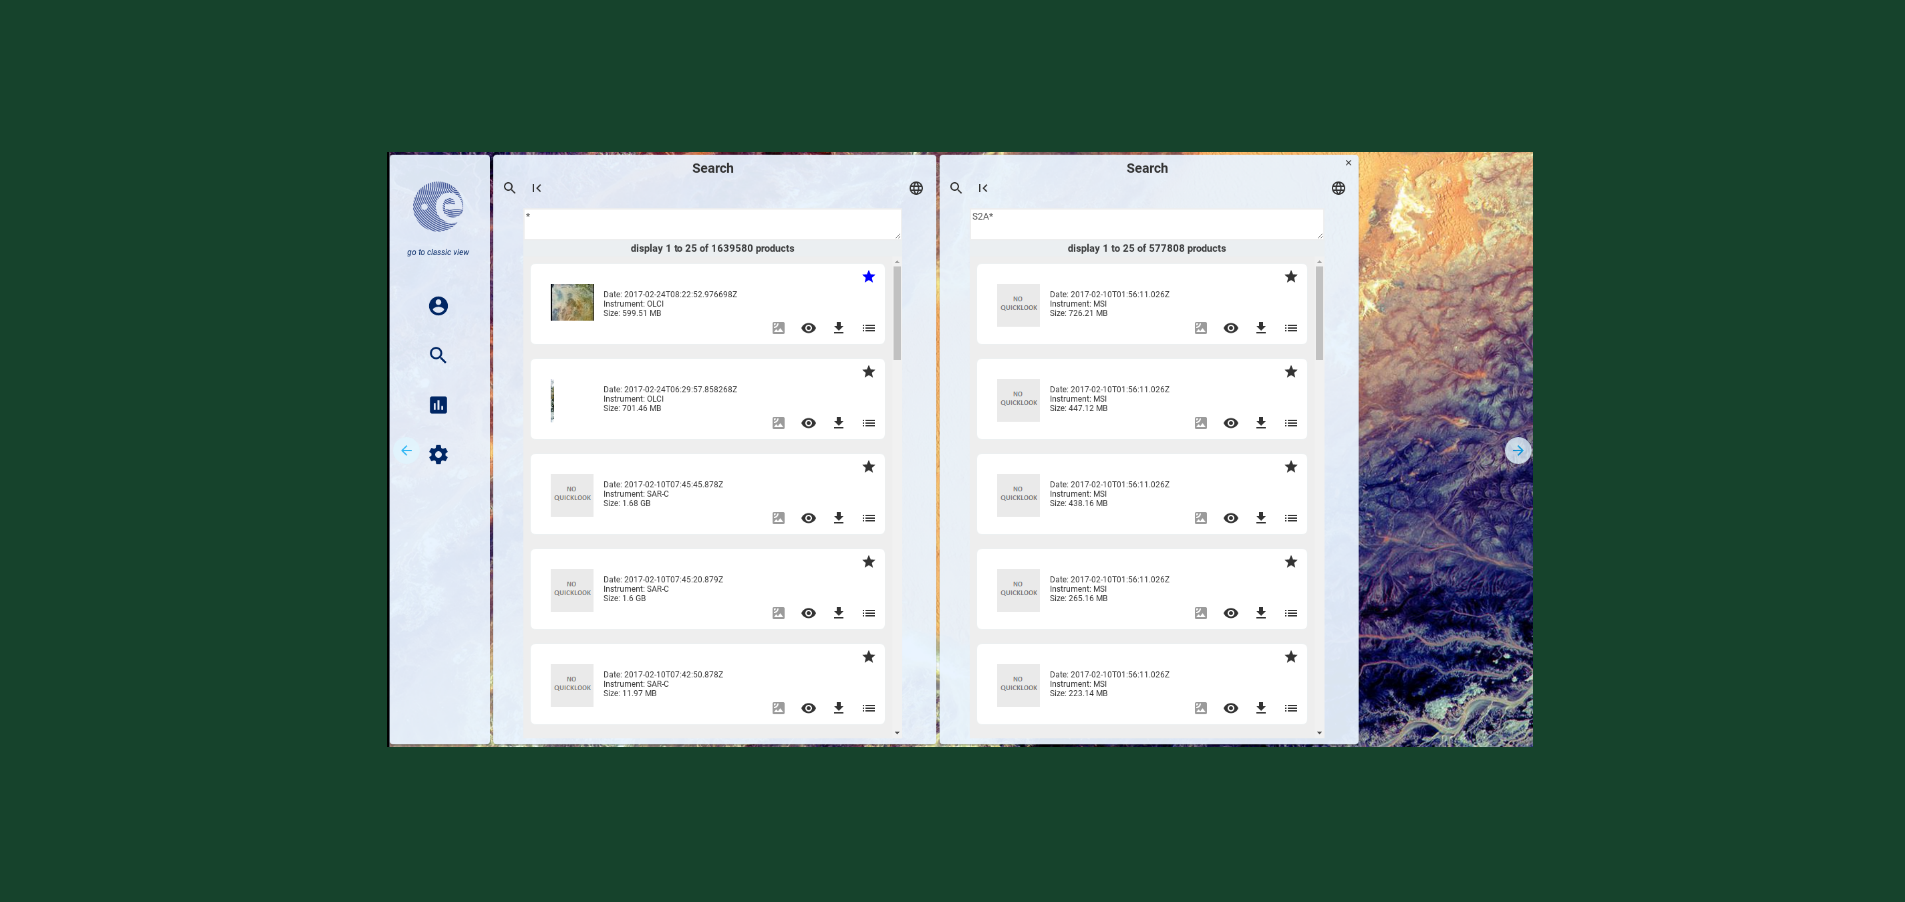 go to classic view
Search
*
display 1 to 25 of 1639580 products
Date: 2017-02-24T08:22:52.976698Z
Instrument: OLCI
Size: 599.51 MB
Date: 2017-02-24T06:29:57.858268Z
Instrument: OLCI
Size: 701.46 MB
NO
QUICKLOOK
Date: 2017-02-10T07:45:45.878Z
Instrument: SAR-C
Size: 1.68 GB
NO
QUICKLOOK
Date: 2017-02-10T07:45:20.879Z
Instrument: SAR-C
Size: 1.6 GB
NO
QUICKLOOK
Date: 2017-02-10T07:42:50.878Z
Instrument: SAR-C
Size: 11.97 MB
Search
S2A*
display 1 to 25 of 577808 products
NO
QUICKLOOK
Date: 2017-02-10T01:56:11.026Z
Instrument: MSI
Size: 726.21 MB
NO
QUICKLOOK
Date: 2017-02-10T01:56:11.026Z
Instrument: MSI
Size: 447.12 MB
NO
QUICKLOOK
Date: 2017-02-10T01:56:11.026Z
Instrument: MSI
Size: 438.16 MB
NO
QUICKLOOK
Date: 2017-02-10T01:56:11.026Z
Instrument: MSI
Size: 265.16 MB
NO
QUICKLOOK
Date: 2017-02-10T01:56:11.026Z
Instrument: MSI
Size: 223.14 MB